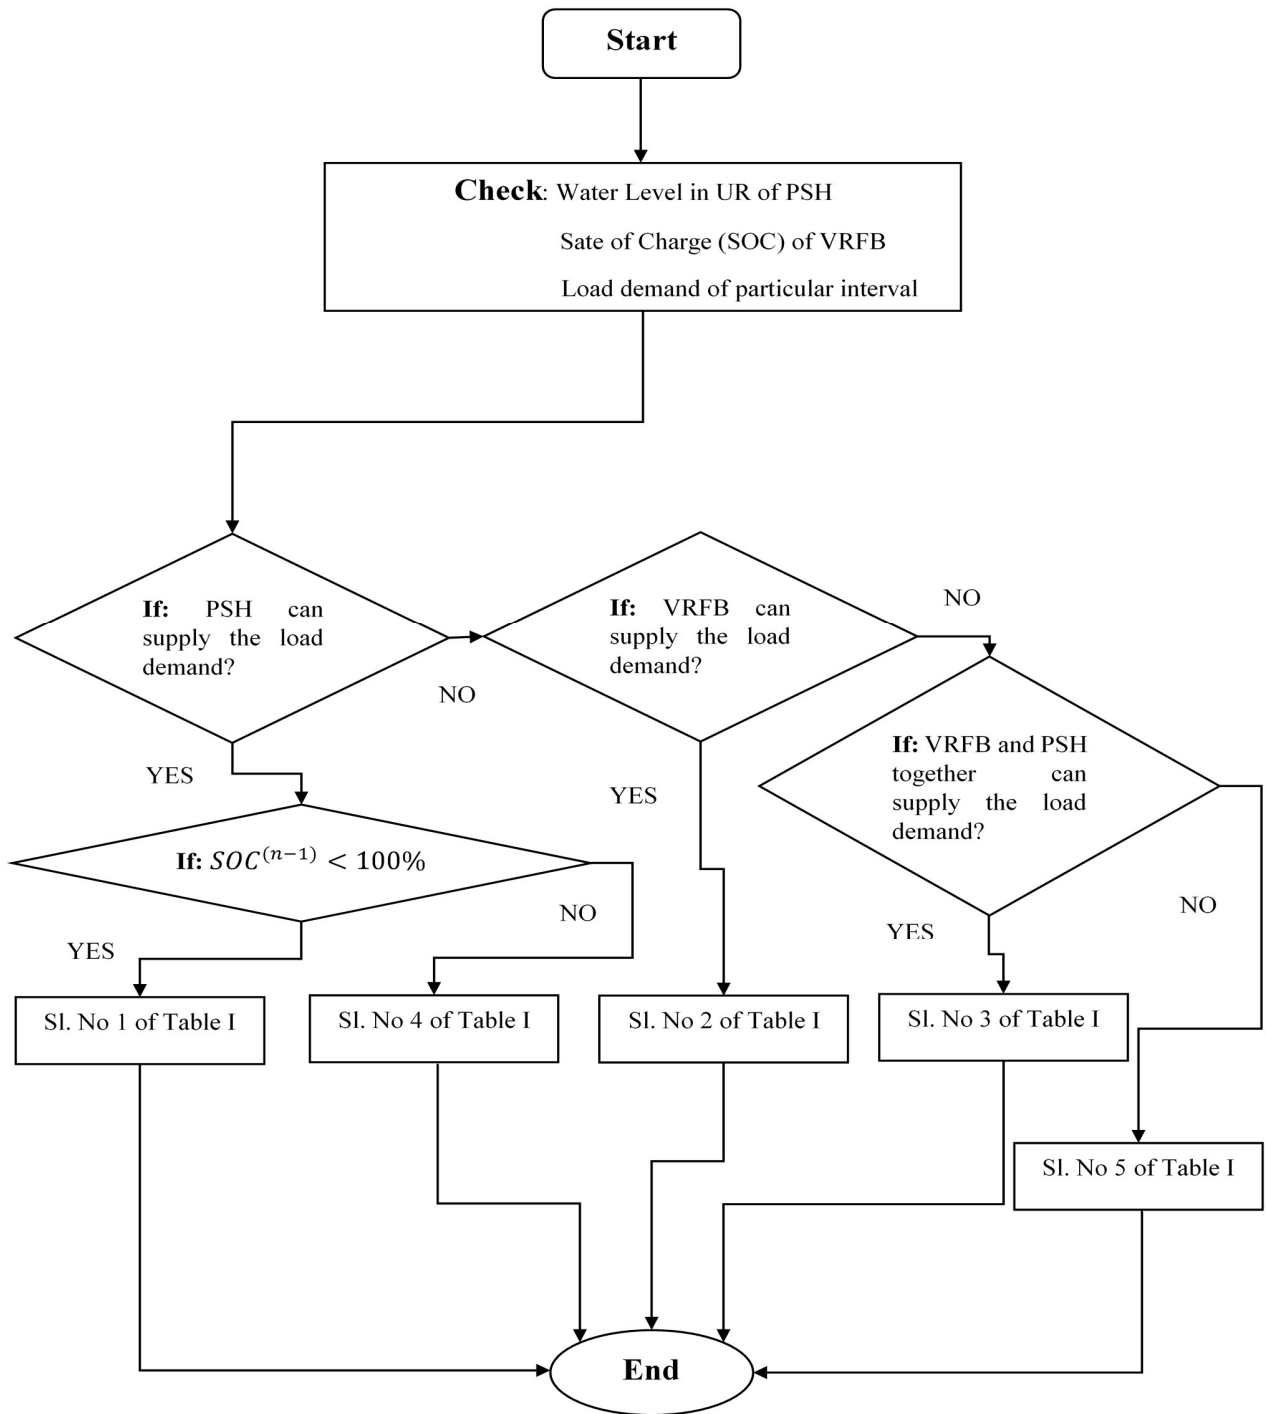 Start
Check: Water Level in UR of PSH
Sate of Charge (SOC) of VRFB
Load demand of particular interval
If: PSH can
supply the load
demand?
NO
YES
If: VRFB can
supply the load
demand?
NO
YES
If: VRFB and PSH
together can
supply the load
demand?
NO
YES
If: SOC^(n−1) < 100%
NO
YES
Sl. No 1 of Table I
Sl. No 4 of Table I
Sl. No 2 of Table I
Sl. No 3 of Table I
Sl. No 5 of Table I
End